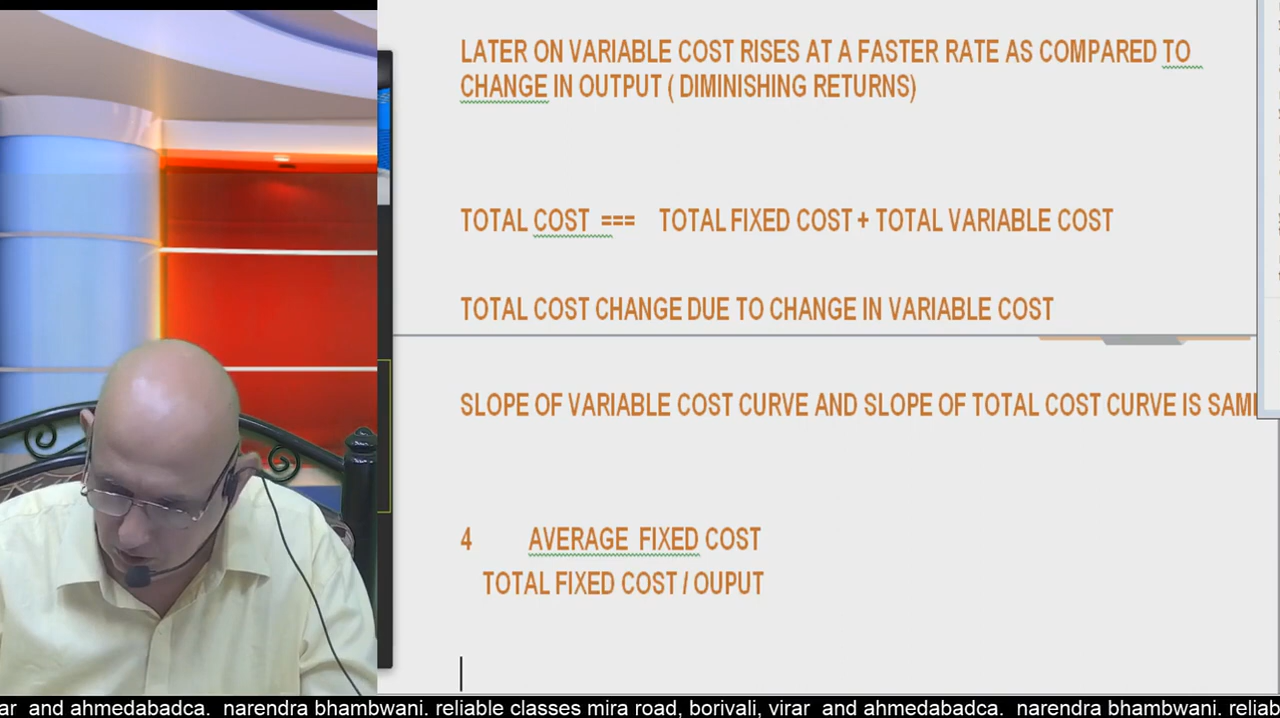 LATER ON VARIABLE COST RISES AT A FASTER RATE AS COMPARED TO
CHANGE IN OUTPUT ( DIMINISHING RETURNS)
TOTAL COST === TOTAL FIXED COST + TOTAL VARIABLE COST
TOTAL COST CHANGE DUE TO CHANGE IN VARIABLE COST
SLOPE OF VARIABLE COST CURVE AND SLOPE OF TOTAL COST CURVE IS
4 AVERAGE FIXED COST
TOTAL FIXED COST / OUPUT
and ahmedabadca. narendra bhambwani. reliable classes mira road, borivali, virar and ahmedabadca. narendra bhambwani.